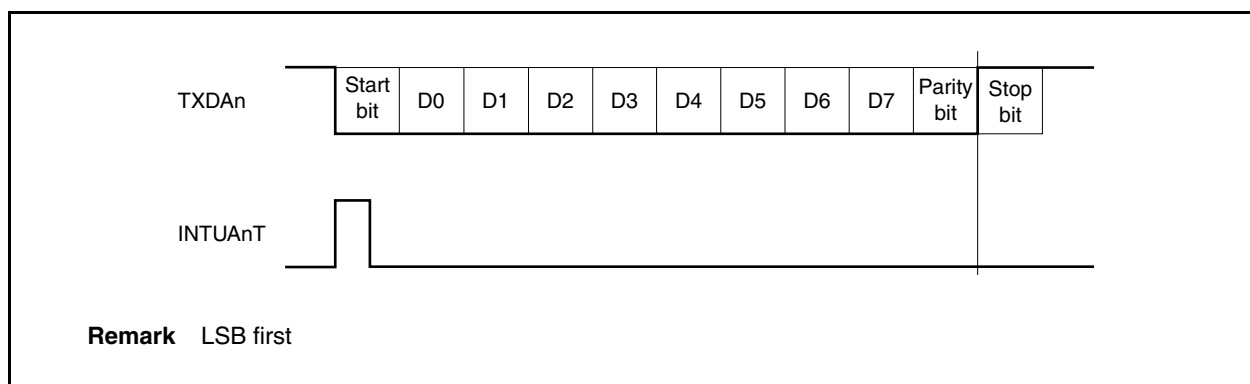 TXDAn
Start bit
D0
D1
D2
D3
D4
D5
D6
D7
Parity bit
Stop bit
INTUAnT
Remark LSB first